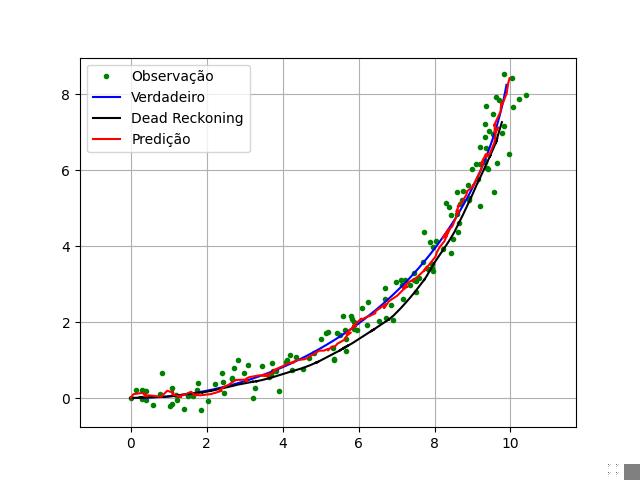 Observação
Verdadeiro
Dead Reckoning
Predição
8
6
4
2
0
0 2 4 6 8 10